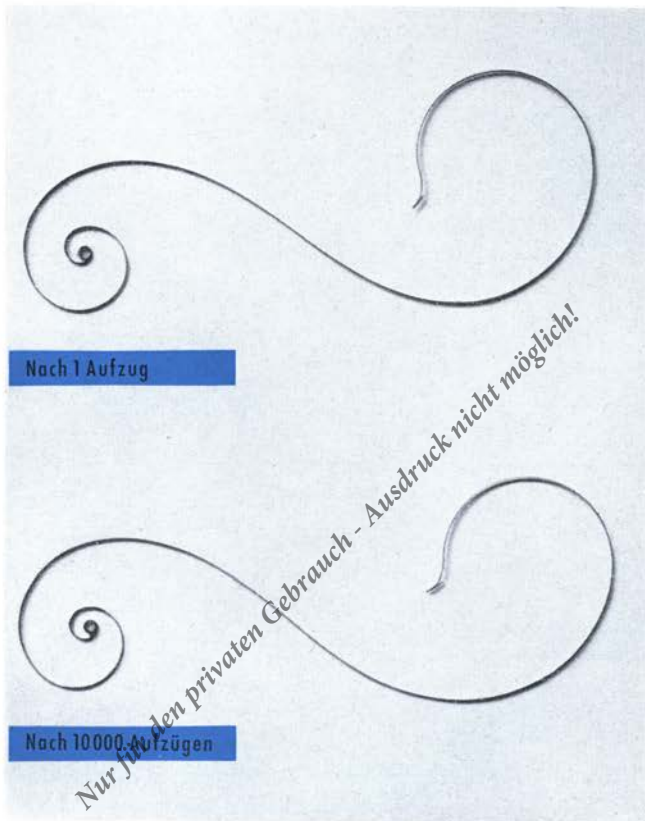 Nach 1 Aufzug
Nach 10000 Aufzügen
Nur für den privaten Gebrauch - Ausdruck nicht möglich!